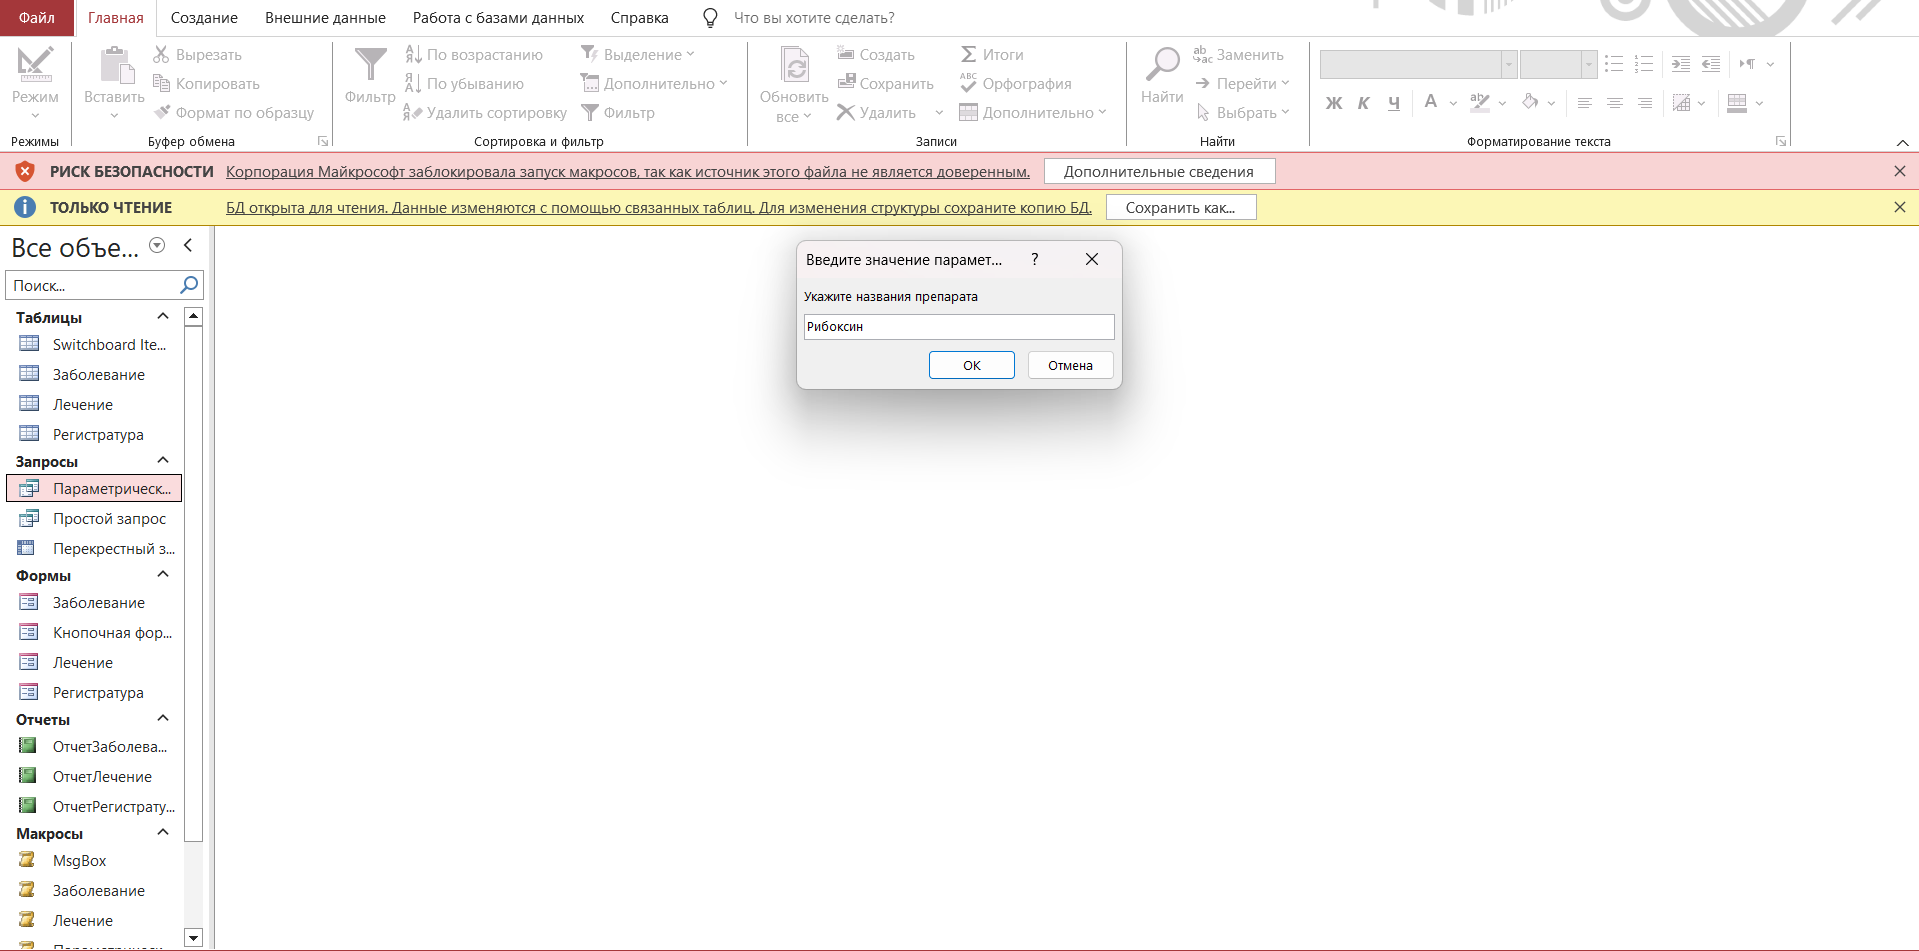 Файл Главная Создание Внешние данные Работа с базами данных Справка Что вы хотите сделать?
Режим
Режимы
Вставить
Вырезать
Копировать
Формат по образцу
Буфер обмена
Фильтр
По возрастанию
По убыванию
Удалить сортировку
Выделение
Дополнительно
Фильтр
Сортировка и фильтр
Обновить
все
Создать
Сохранить
Удалить
Итоги
Орфография
Дополнительно
Записи
Найти
Заменить
Перейти
Выбрать
Найти
Ж К Ч А
Форматирование текста
РИСК БЕЗОПАСНОСТИ Корпорация Майкрософт заблокировала запуск макросов, так как источник этого файла не является доверенным. Дополнительные сведения
ТОЛЬКО ЧТЕНИЕ БД открыта для чтения. Данные изменяются с помощью связанных таблиц. Для изменения структуры сохраните копию БД. Сохранить как...
Все объе...
Поиск...
Таблицы
Switchboard Ite...
Заболевание
Лечение
Регистратура
Запросы
Параметрическ...
Простой запрос
Перекрестный з...
Формы
Заболевание
Кнопочная фор...
Лечение
Регистратура
Отчеты
ОтчетЗаболева...
ОтчетЛечение
ОтчетРегистрату...
Макросы
MsgBox
Заболевание
Лечение
Введите значение парамет... ?
Укажите названия препарата
Рибоксин
ОК Отмена